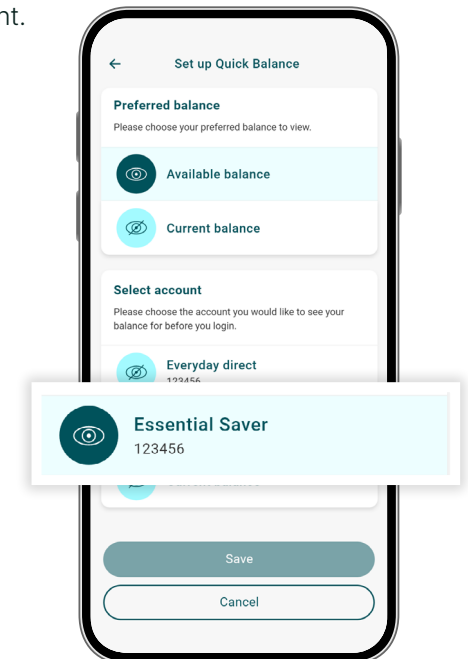 nt.
Set up Quick Balance
Preferred balance
Please choose your preferred balance to view.
Available balance
Current balance
Select account
Please choose the account you would like to see your
balance for before you login.
Everyday direct
123456
Essential Saver
123456
Save
Cancel